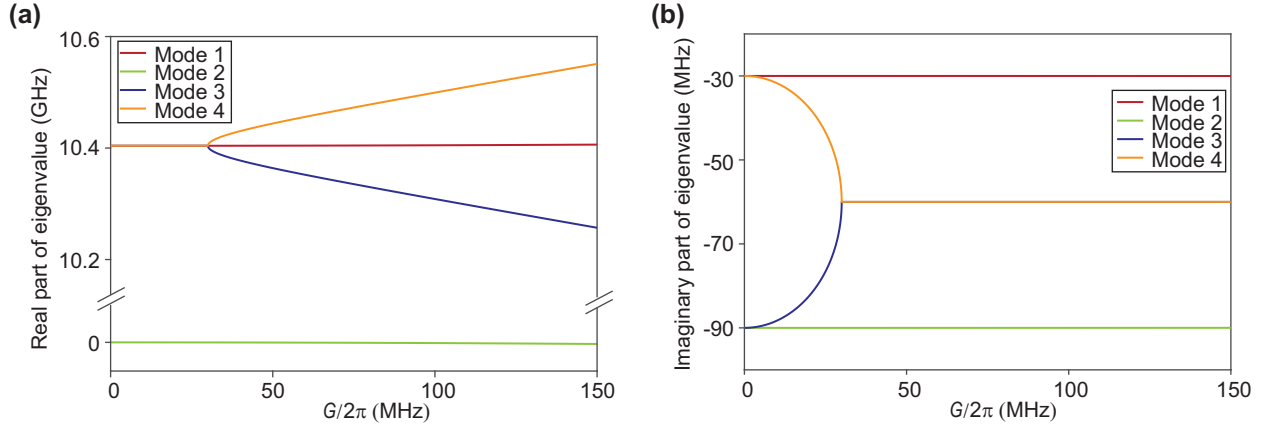 (a)
Real part of eigenvalue (GHz)
10.6
10.4
10.2
0
Mode 1
Mode 2
Mode 3
Mode 4
0
50
100
150
G/2π (MHz)
(b)
Imaginary part of eigenvalue (MHz)
-30
-50
-70
-90
Mode 1
Mode 2
Mode 3
Mode 4
0
50
100
150
G/2π (MHz)